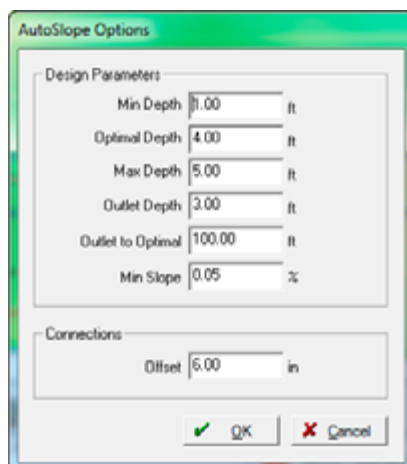 AutoSlope Options
Design Parameters
Min Depth 1.00 ft
Optimal Depth 4.00 ft
Max Depth 5.00 ft
Outlet Depth 3.00 ft
Outlet to Optimal 100.00 ft
Min Slope 0.05 %
Connections
Offset 6.00 in
OK Cancel